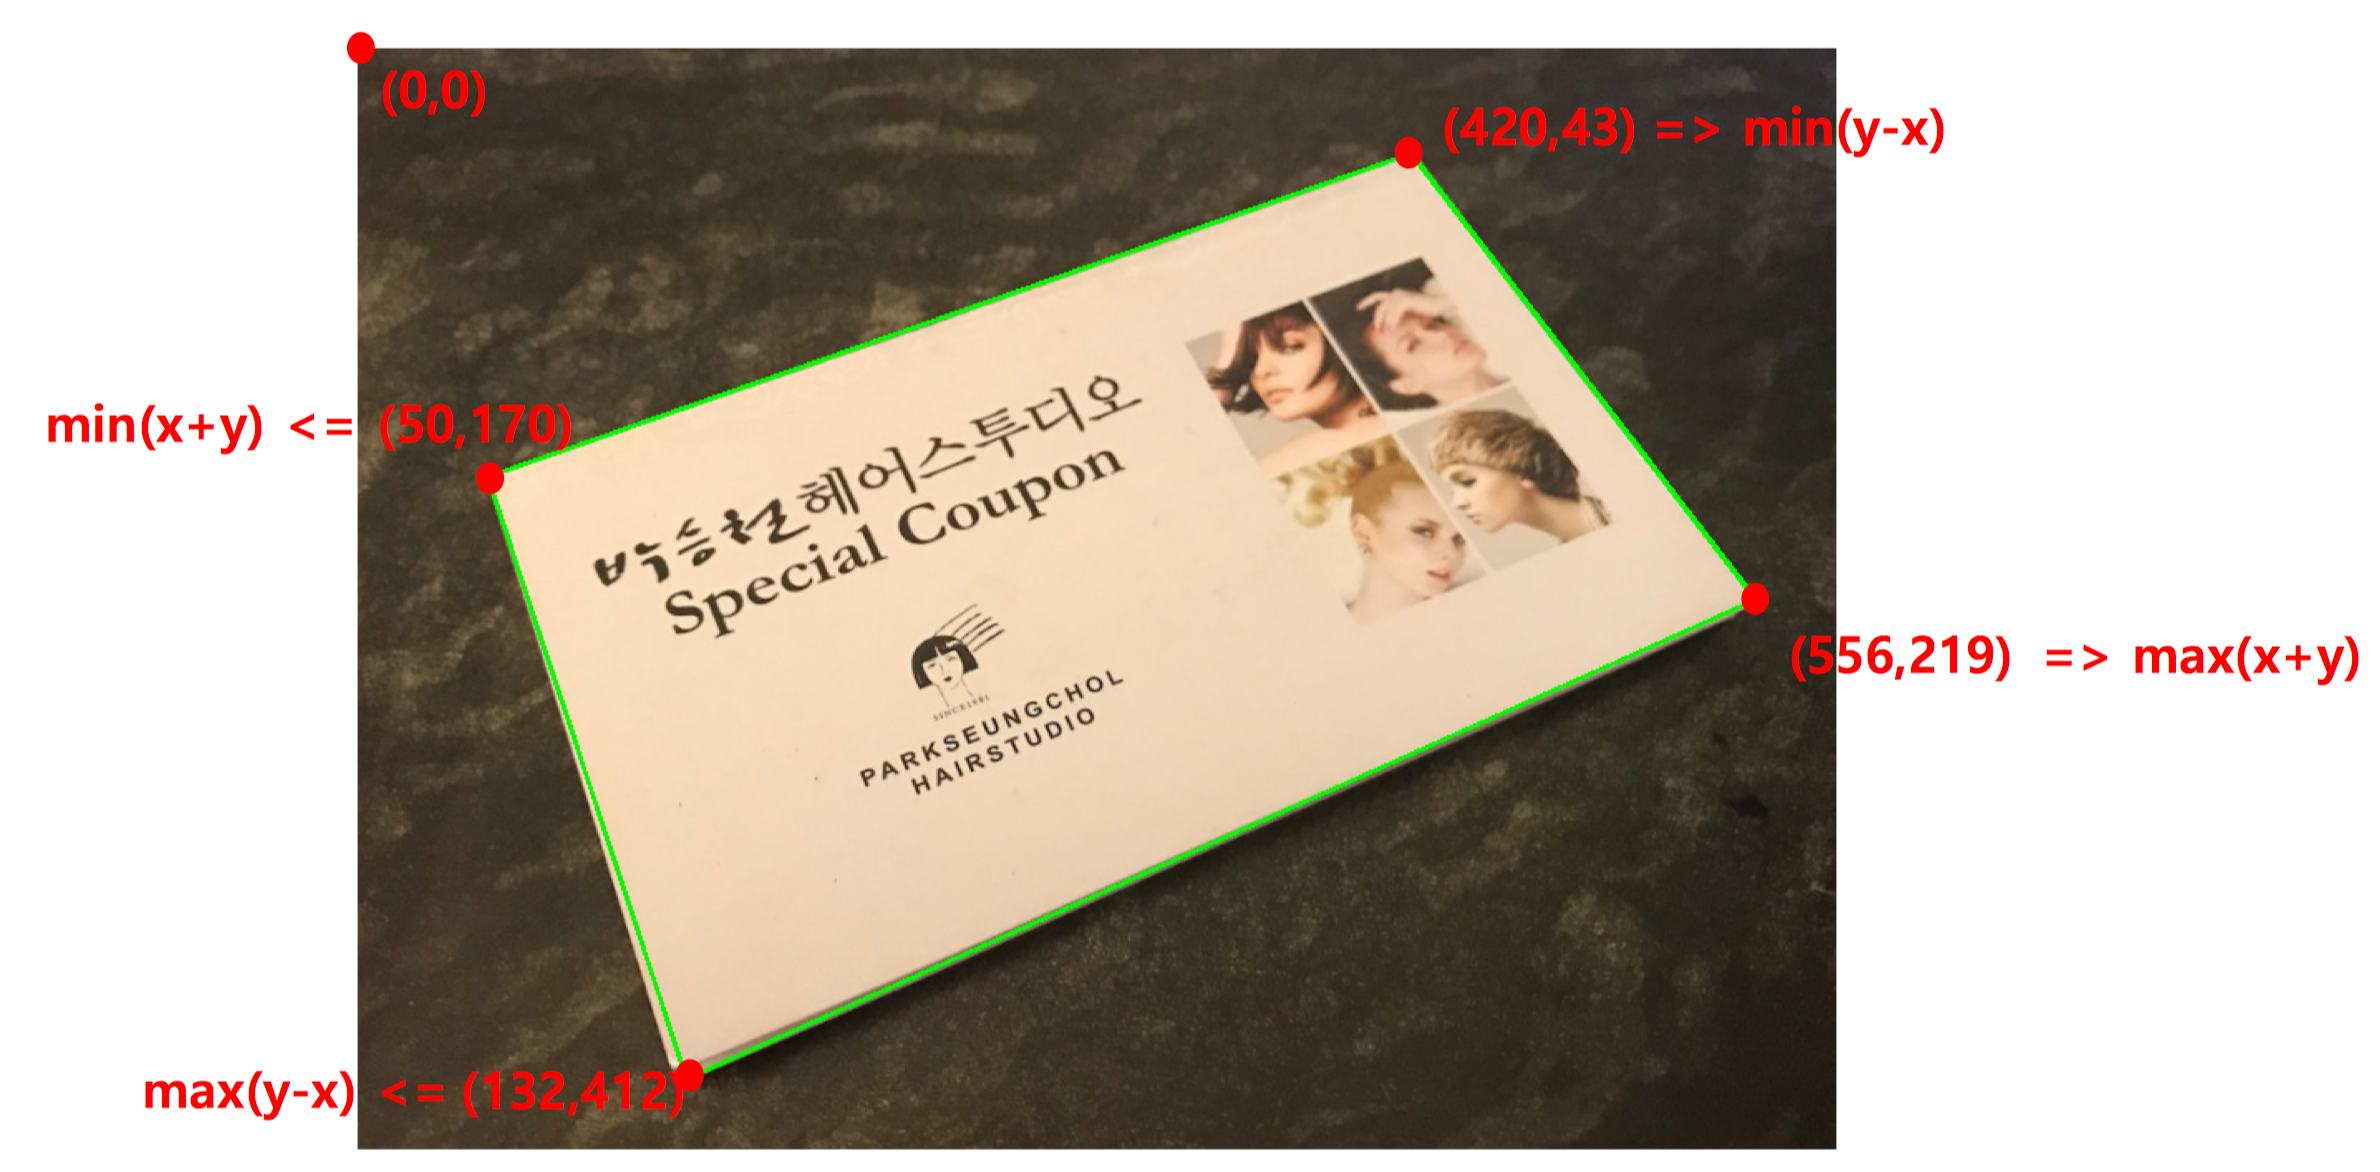 (0,0)
(420,43) => min(y-x)
min(x+y) <= (50,170)
박승철헤어스투디오
Special Coupon
SINCE1981
PARKSEUNGCHOL
HAIRSTUDIO
(556,219) => max(x+y)
max(y-x) <= (132,412)